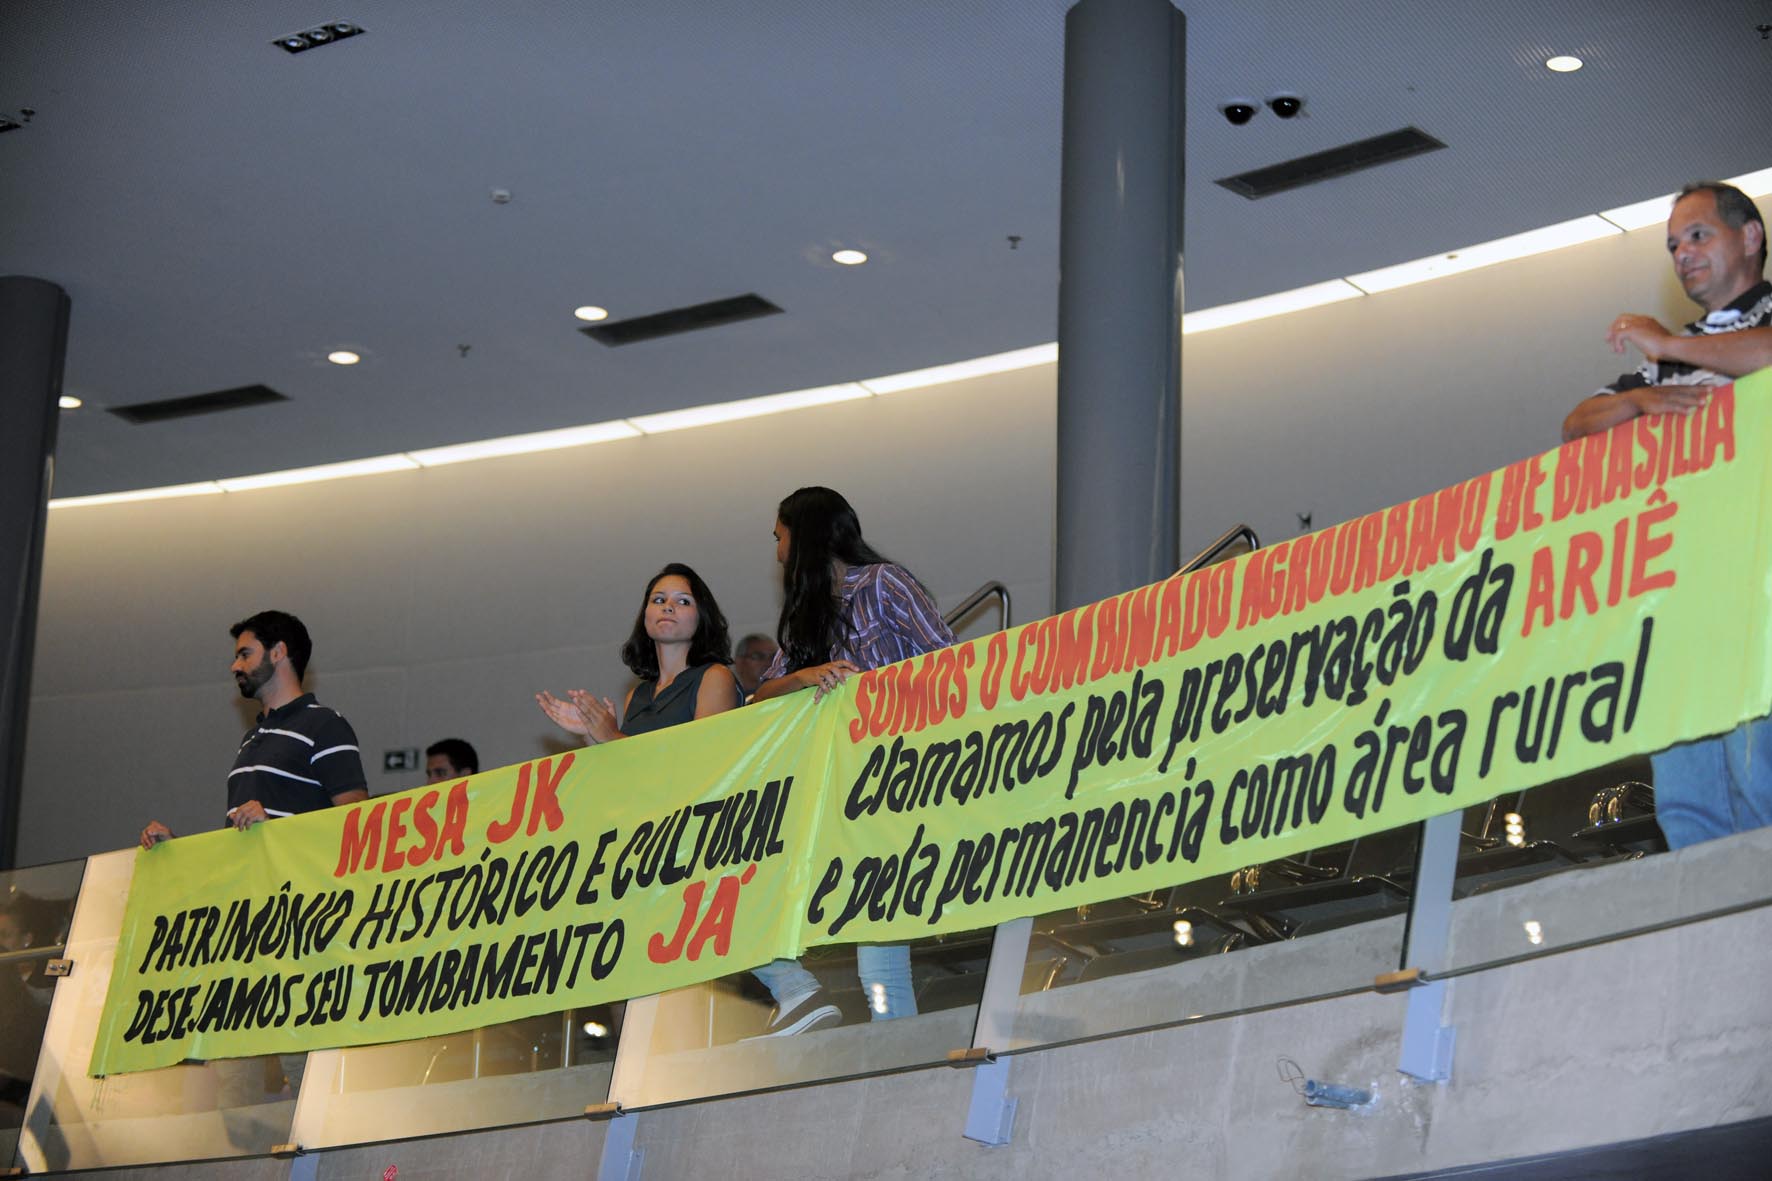 MESA JK
PATRIMÔNIO HISTÓRICO E CULTURAL
DESEJAMOS SEU TOMBAMENTO JÁ
SOMOS O COMBINADO AGROURBANO DE BRASÍLIA
Clamamos pela preservação da ARIÊ
e pela permanencia como área rural